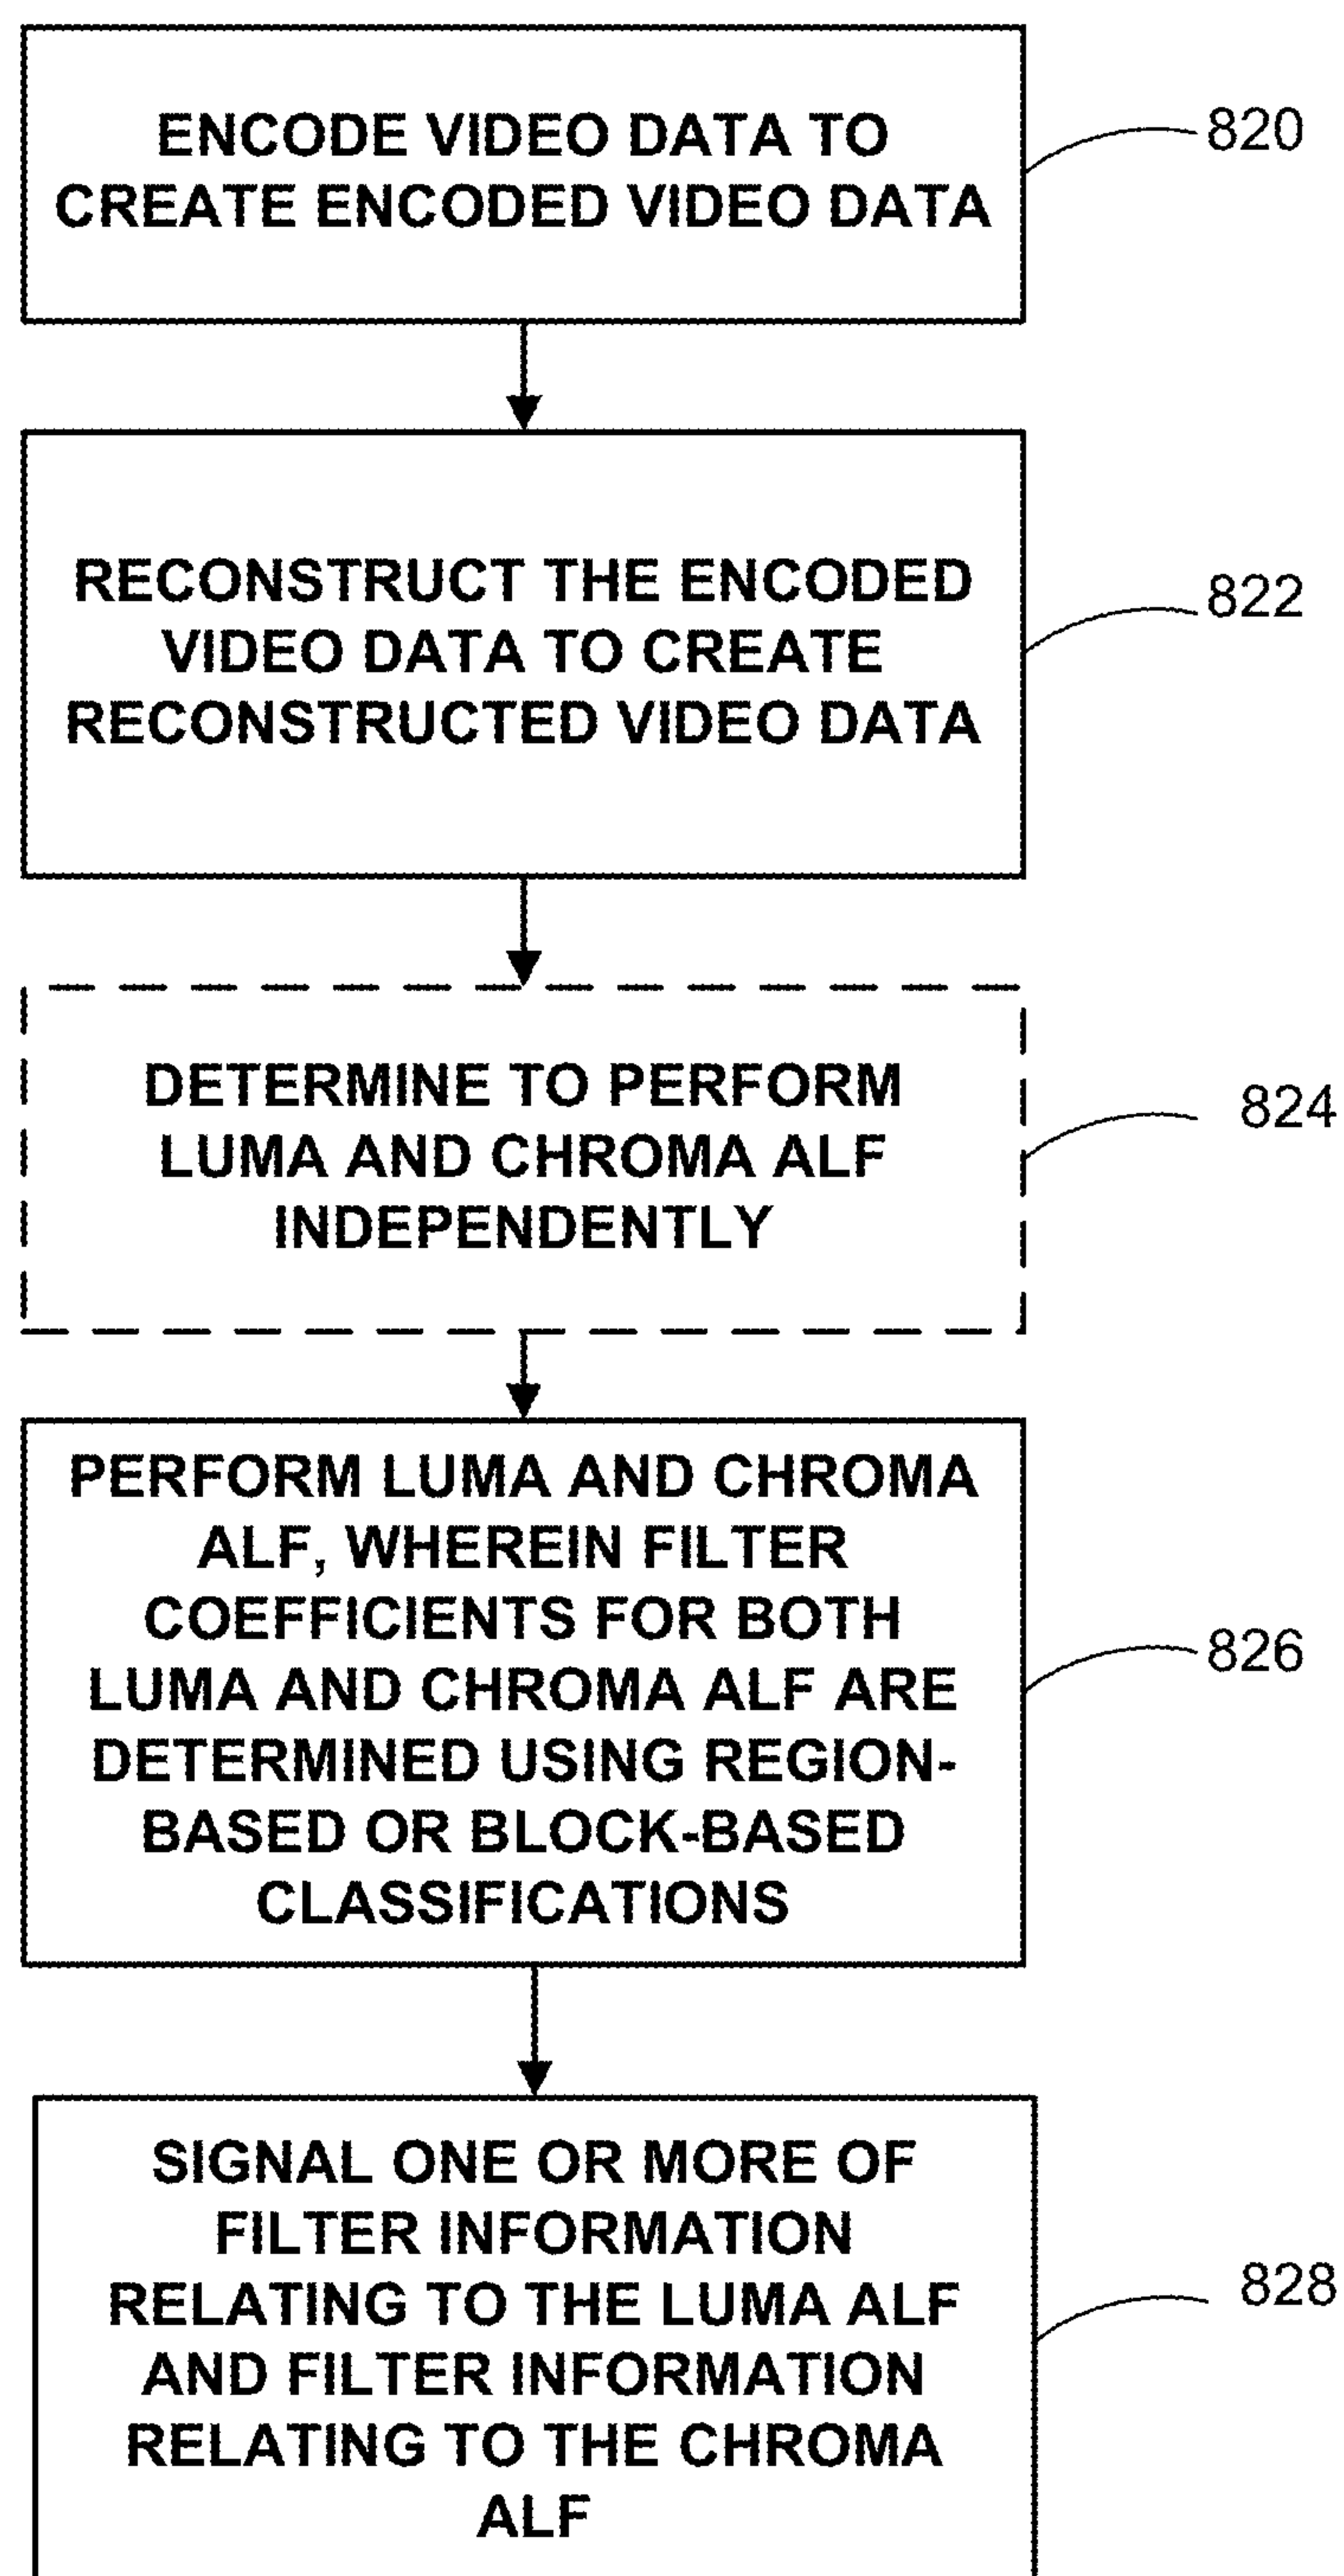 ENCODE VIDEO DATA TO
CREATE ENCODED VIDEO DATA
820
RECONSTRUCT THE ENCODED
VIDEO DATA TO CREATE
RECONSTRUCTED VIDEO DATA
822
DETERMINE TO PERFORM
LUMA AND CHROMA ALF
INDEPENDENTLY
824
PERFORM LUMA AND CHROMA
ALF, WHEREIN FILTER
COEFFICIENTS FOR BOTH
LUMA AND CHROMA ALF ARE
DETERMINED USING REGION-
BASED OR BLOCK-BASED
CLASSIFICATIONS
826
SIGNAL ONE OR MORE OF
FILTER INFORMATION
RELATING TO THE LUMA ALF
AND FILTER INFORMATION
RELATING TO THE CHROMA
ALF
828